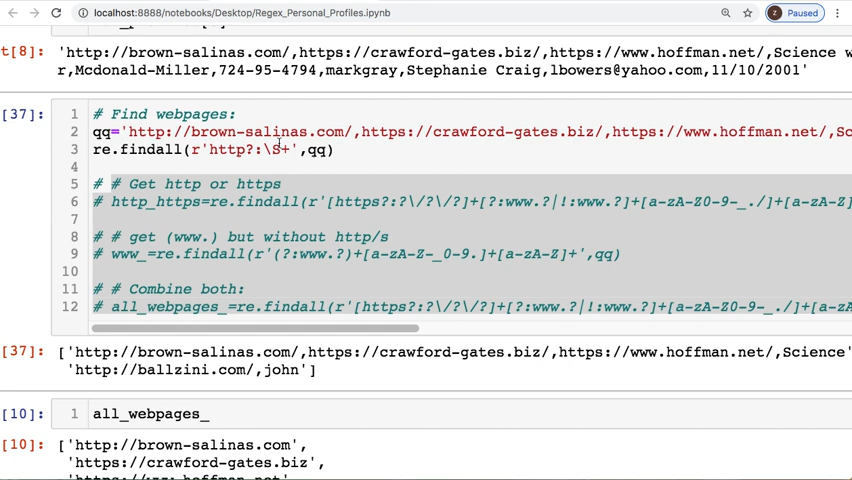 localhost:8888/notebooks/Desktop/Regex_Personal_Profiles.ipynb
Paused
t[8]: 'http://brown-salinas.com/,https://crawford-gates.biz/,https://www.hoffman.net/,Science w
r,Mcdonald-Miller,724-95-4794,markgray,Stephanie Craig,lbowers@yahoo.com,11/10/2001'
[37]: 1 # Find webpages:
2 qq='http://brown-salinas.com/,https://crawford-gates.biz/,https://www.hoffman.net/,Sc
3 re.findall(r'http?:\S+',qq)
4
5 # # Get http or https
6 # http_https=re.findall(r'[https?:?\/?\/?]+[?:www.?|!:www.?]+[a-zA-Z0-9-_./]+[a-zA-Z]
7
8 # # get (www.) but without http/s
9 # www_=re.findall(r'(?:www.?)+[a-zA-Z-_0-9.]+[a-zA-Z]+',qq)
10
11 # # Combine both:
12 # all_webpages_=re.findall(r'[https?:?\/?\/?]+[?:www.?|!:www.?]+[a-zA-Z0-9-_./]+[a-zA
[37]: ['http://brown-salinas.com/,https://crawford-gates.biz/,https://www.hoffman.net/,Science'
'http://ballzini.com/,john']
[10]: 1 all_webpages_
[10]: ['http://brown-salinas.com',
'https://crawford-gates.biz',